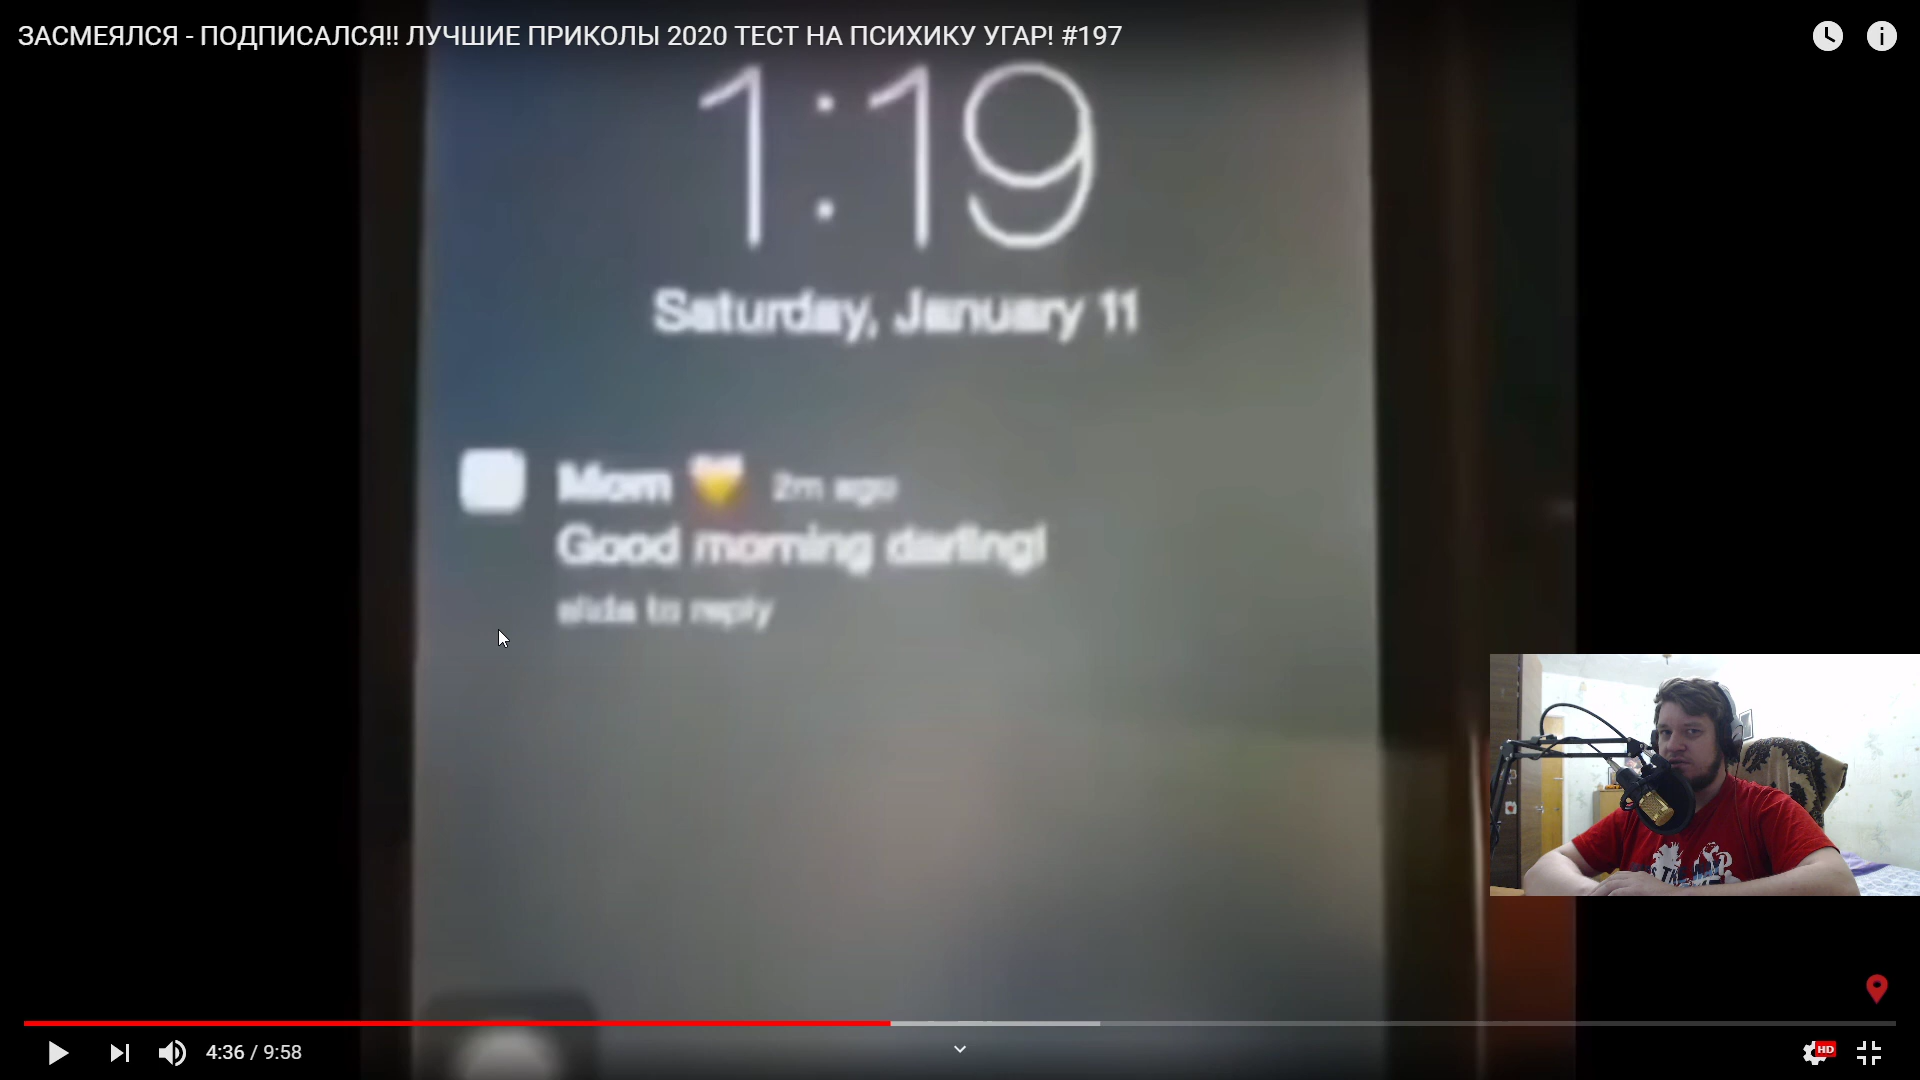 ЗАСМЕЯЛСЯ - ПОДПИСАЛСЯ!! ЛУЧШИЕ ПРИКОЛЫ 2020 ТЕСТ НА ПСИХИКУ УГАР! #197
1:19
Saturday, January 11
Mom 2m ago
Good morning darling!
slide to reply
4:36 / 9:58
HD